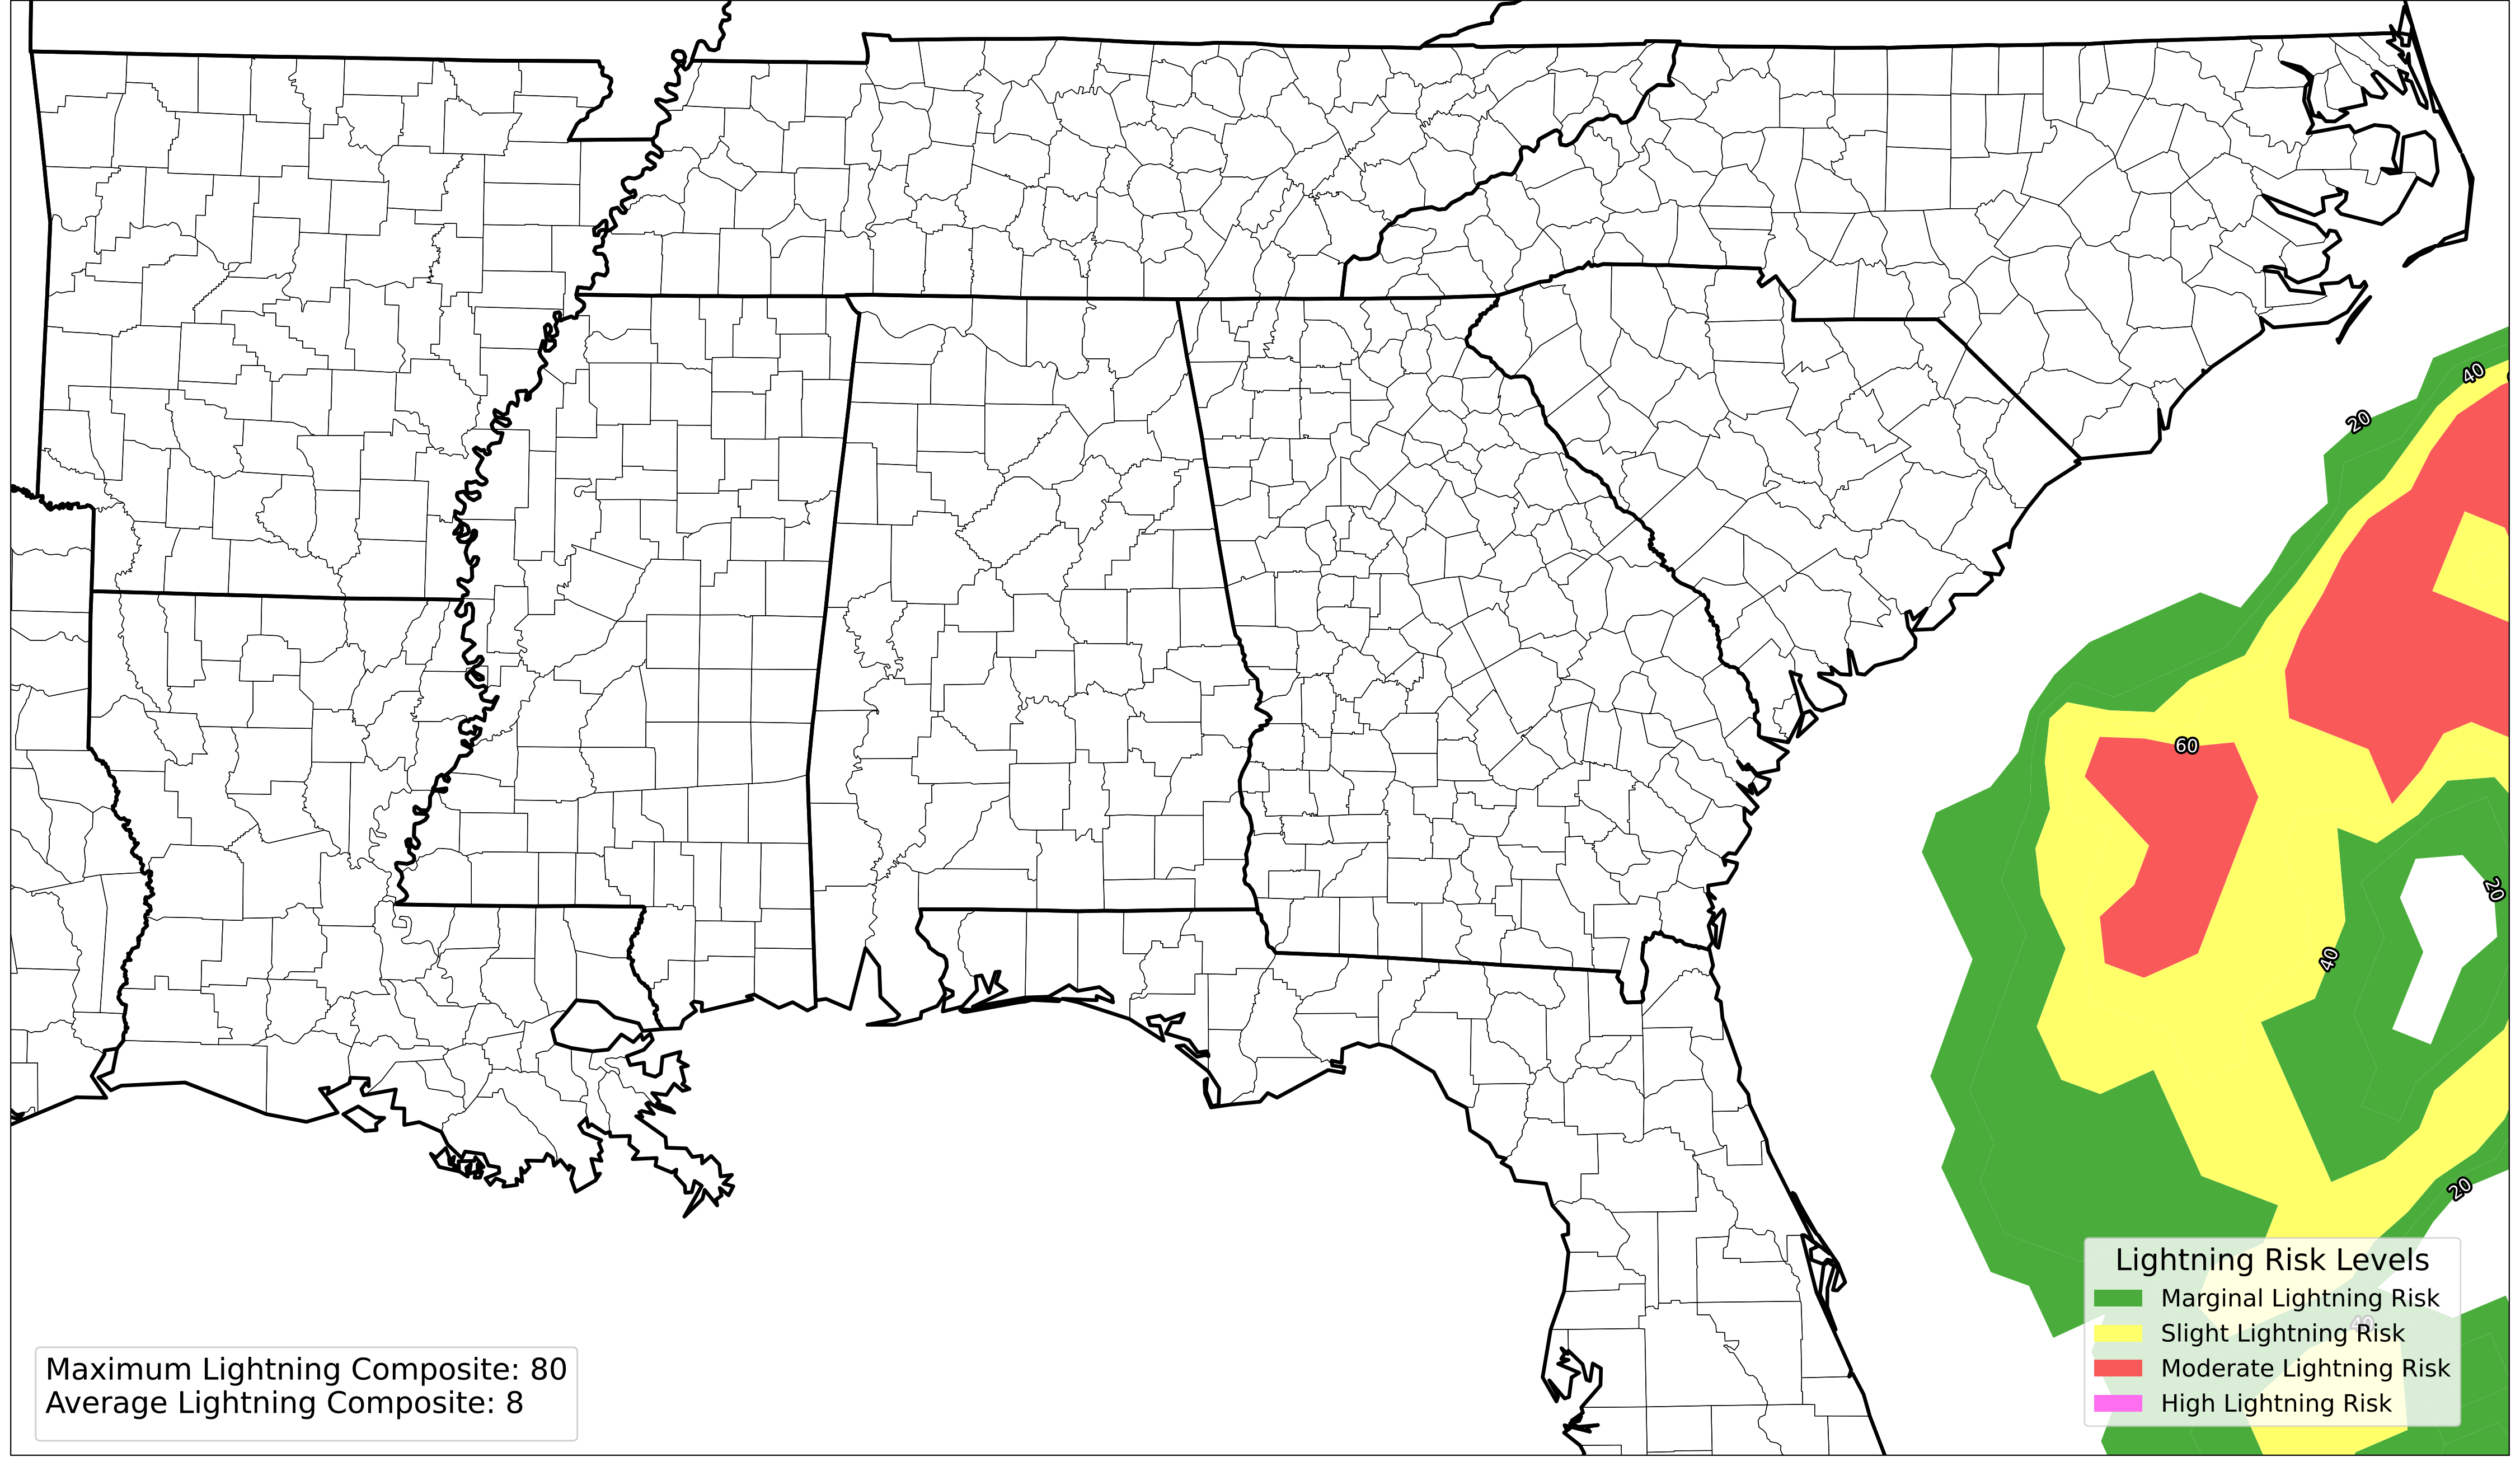 40
20
60
20
40
20
Lightning Risk Levels
Marginal Lightning Risk
40
Slight Lightning Risk
Moderate Lightning Risk
High Lightning Risk
Maximum Lightning Composite: 80
Average Lightning Composite: 8